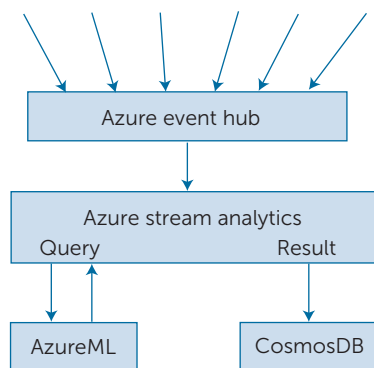 Azure event hub
Azure stream analytics
Query Result
AzureML CosmosDB